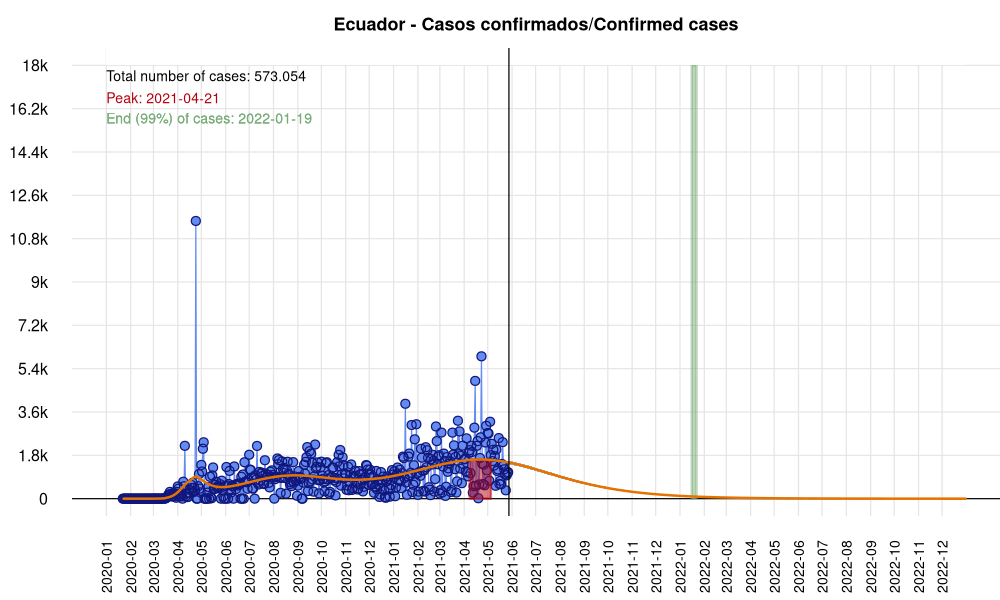 Ecuador - Casos confirmados/Confirmed cases
18k
16.2k
14.4k
12.6k
10.8k
9k
7.2k
5.4k
3.6k
1.8k
0
Total number of cases: 573.054
Peak: 2021-04-21
End (99%) of cases: 2022-01-19
2020-01
2020-02
2020-03
2020-04
2020-05
2020-06
2020-07
2020-08
2020-09
2020-10
2020-11
2020-12
2021-01
2021-02
2021-03
2021-04
2021-05
2021-06
2021-07
2021-08
2021-09
2021-10
2021-11
2021-12
2022-01
2022-02
2022-03
2022-04
2022-05
2022-06
2022-07
2022-08
2022-09
2022-10
2022-11
2022-12